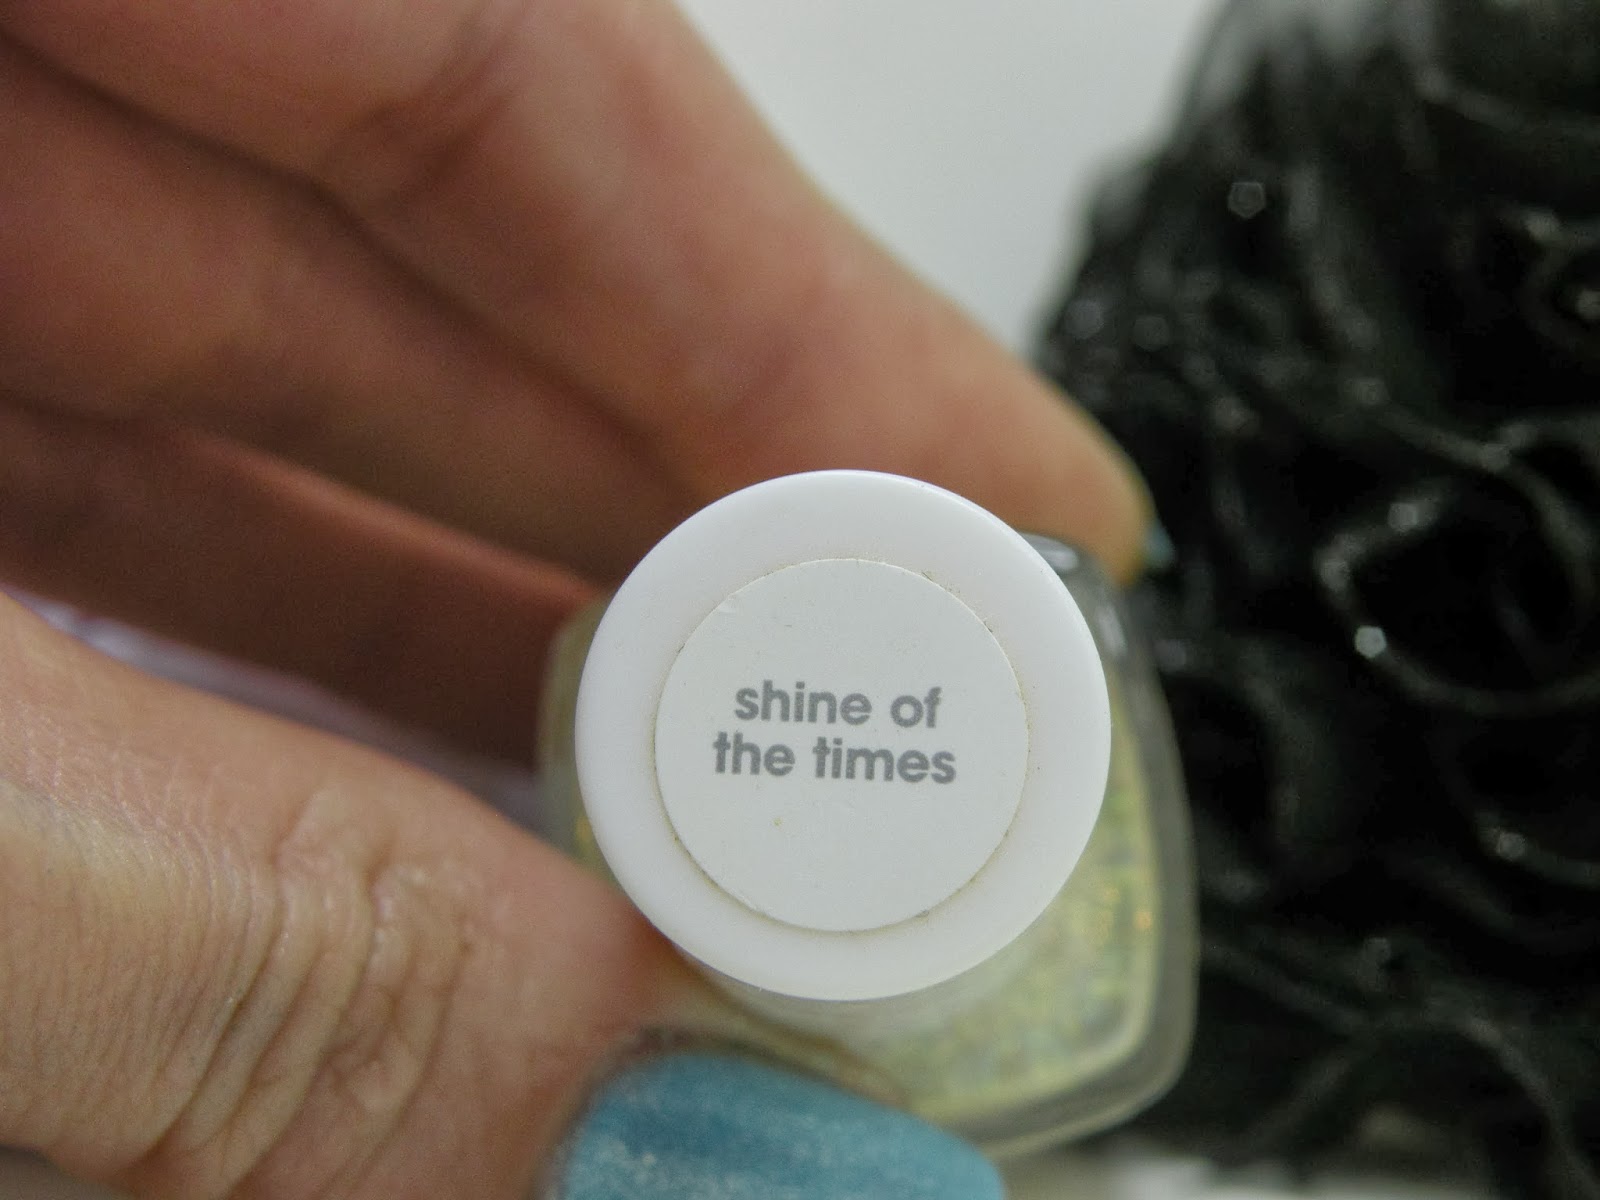 shine of
the times